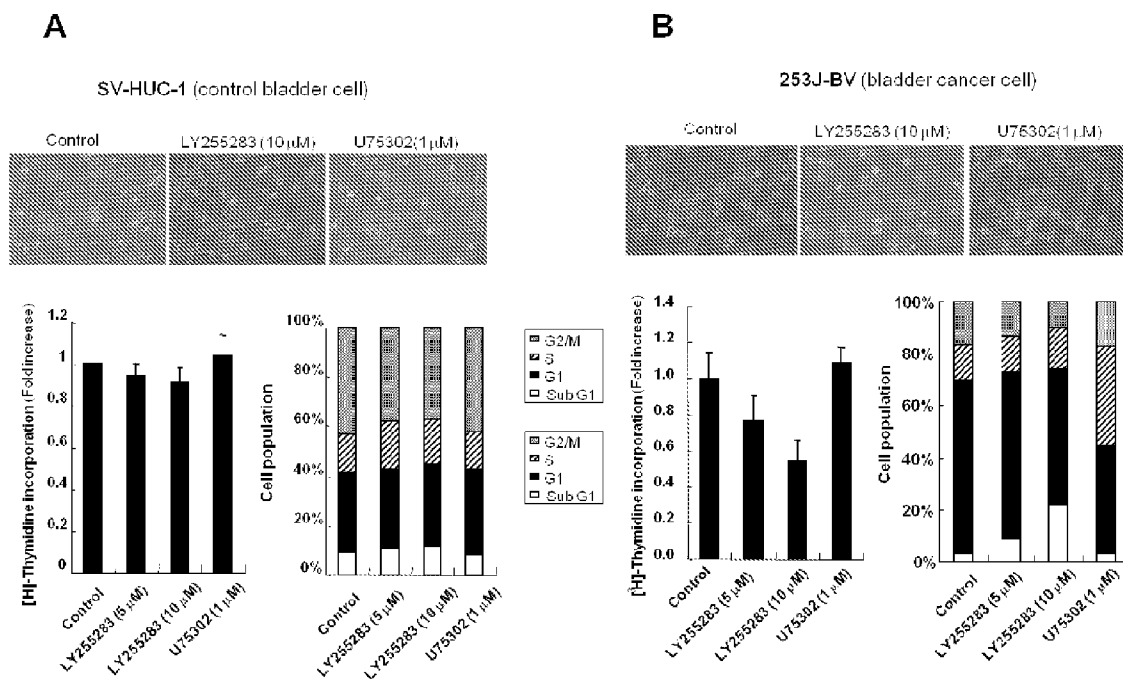 A
SV-HUC-1 (control bladder cell)
Control
LY255283 (10 µM)
U75302(1 µM)
[H]-Thymidine incorporation (Fold increase)
1.2
1
0.8
0.6
0.4
0.2
0
Control
LY255283 (5 µM)
LY255283 (10 µM)
U75302 (1 µM)
~
Cell population
100%
80%
60%
40%
20%
0%
Control
LY255283 (5 µM)
LY255283 (10 µM)
U75302 (1 µM)
G2/M
S
G1
Sub G1
G2/M
S
G1
Sub G1
B
253J-BV (bladder cancer cell)
Control
LY255283 (10 µM)
U75302(1 µM)
[H]-Thymidine incorporation (Fold increase)
1.4
1.2
1.0
0.8
0.6
0.4
0.2
0.0
Control
LY255283 (5 µM)
LY255283 (10 µM)
U75302 (1 µM)
Cell population
100%
80%
60%
40%
20%
0%
Control
LY255283 (5 µM)
LY255283 (10 µM)
U75302 (1 µM)